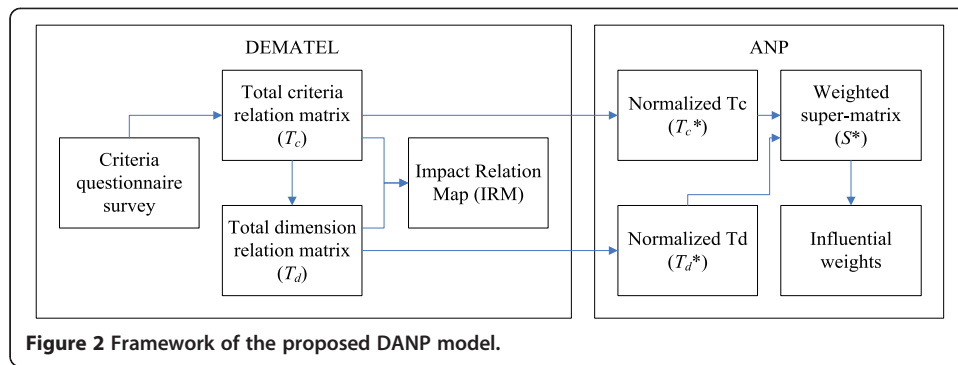 DEMATEL
Criteria
questionnaire
survey
Total criteria
relation matrix
(Tc)
Total dimension
relation matrix
(Td)
Impact Relation
Map (IRM)
ANP
Normalized Tc
(Tc*)
Normalized Td
(Td*)
Weighted
super-matrix
(S*)
Influential
weights
Figure 2 Framework of the proposed DANP model.